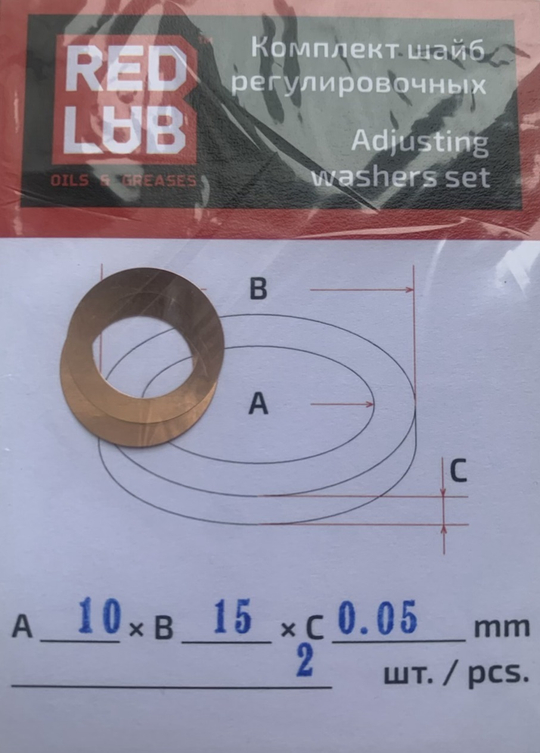 RED
LUB
OILS & GREASES
Комплект шайб
регулировочных
Adjusting
washers set
B
A
C
A 10 × B 15 × C 0.05 mm
2 шт. / pcs.